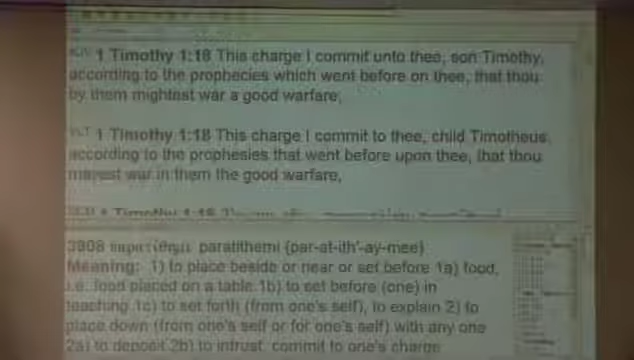 KJV 1 Timothy 1:18 This charge I commit unto thee, son Timothy,
according to the prophecies which went before on thee, that thou
by them mightest war a good warfare;
YLT 1 Timothy 1:18 This charge I commit to thee, child Timotheus,
according to the prophesies that went before upon thee, that thou
mayest war in them the good warfare,
1 Timothy 1:18
3908 παρατίθημι paratithemi {par-at-ith'-ay-mee}
Meaning: 1) to place beside or near or set before 1a) food,
i.e. food placed on a table 1b) to set before (one) in
teaching 1c) to set forth (from one's self), to explain 2) to
place down (from one's self or for one's self) with any one
2a) to deposit 2b) to intrust, commit to one's charge